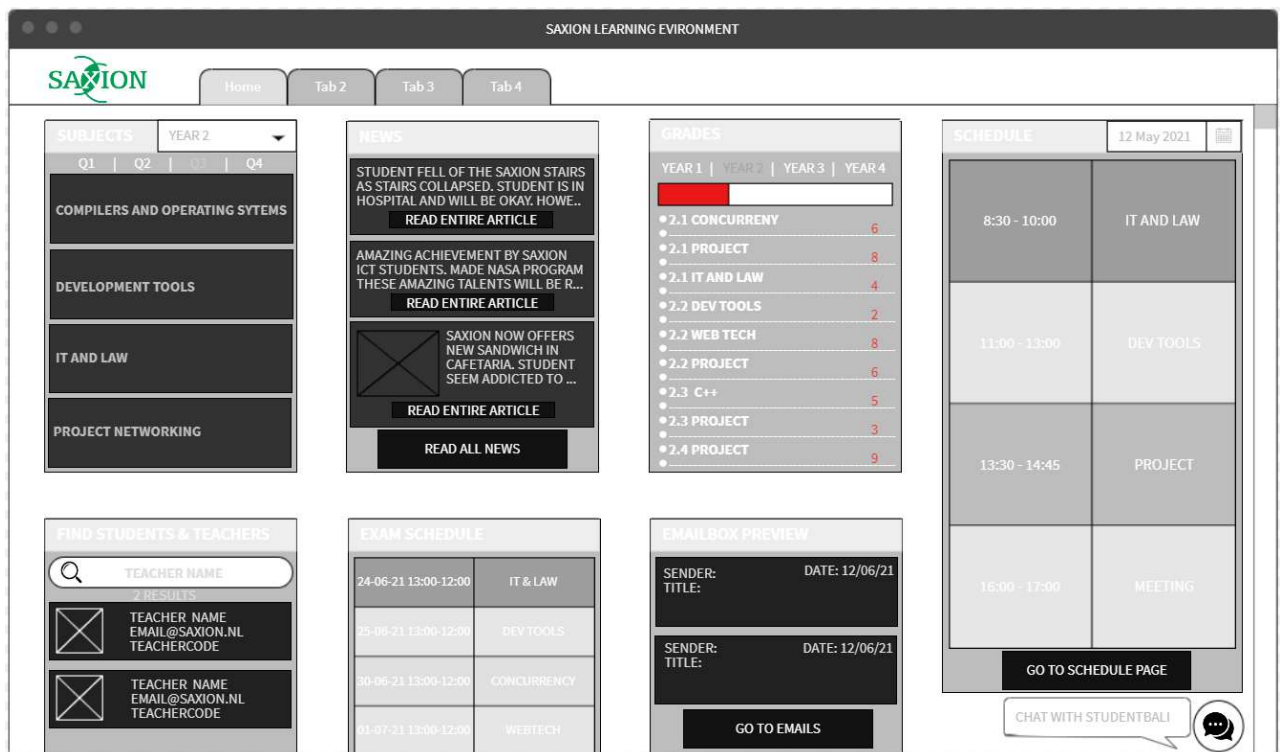 SAXION LEARNING EVIRONMENT
SAXION
Home
Tab 2
Tab 3
Tab 4
SUBJECTS
YEAR 2
Q1 | Q2 | Q3 | Q4
COMPILERS AND OPERATING SYTEMS
DEVELOPMENT TOOLS
IT AND LAW
PROJECT NETWORKING
NEWS
STUDENT FELL OF THE SAXION STAIRS
AS STAIRS COLLAPSED. STUDENT IS IN
HOSPITAL AND WILL BE OKAY. HOWE..
READ ENTIRE ARTICLE
AMAZING ACHIEVEMENT BY SAXION
ICT STUDENTS. MADE NASA PROGRAM
THESE AMAZING TALENTS WILL BE R...
READ ENTIRE ARTICLE
SAXION NOW OFFERS
NEW SANDWICH IN
CAFETARIA. STUDENT
SEEM ADDICTED TO ...
READ ENTIRE ARTICLE
READ ALL NEWS
GRADES
YEAR 1 | YEAR 2 | YEAR 3 | YEAR 4
2.1 CONCURRENY 6
2.1 PROJECT 8
2.1 IT AND LAW 4
2.2 DEV TOOLS 2
2.2 WEB TECH 8
2.2 PROJECT 6
2.3 C++ 5
2.3 PROJECT 3
2.4 PROJECT 9
SCHEDULE
12 May 2021
8:30 - 10:00 IT AND LAW
11:00 - 13:00 DEV TOOLS
13:30 - 14:45 PROJECT
16:00 - 17:00 MEETING
GO TO SCHEDULE PAGE
FIND STUDENTS & TEACHERS
TEACHER NAME
2 RESULTS
TEACHER NAME
EMAIL@SAXION.NL
TEACHERCODE
TEACHER NAME
EMAIL@SAXION.NL
TEACHERCODE
EXAM SCHEDULE
24-06-21 13:00-12:00 IT & LAW
25-06-21 13:00-12:00 DEV TOOLS
30-06-21 13:00-12:00 CONCURRENCY
01-07-21 13:00-12:00 WEBTECH
EMAILBOX PREVIEW
SENDER: DATE: 12/06/21
TITLE:
SENDER: DATE: 12/06/21
TITLE:
GO TO EMAILS
CHAT WITH STUDENTBALI